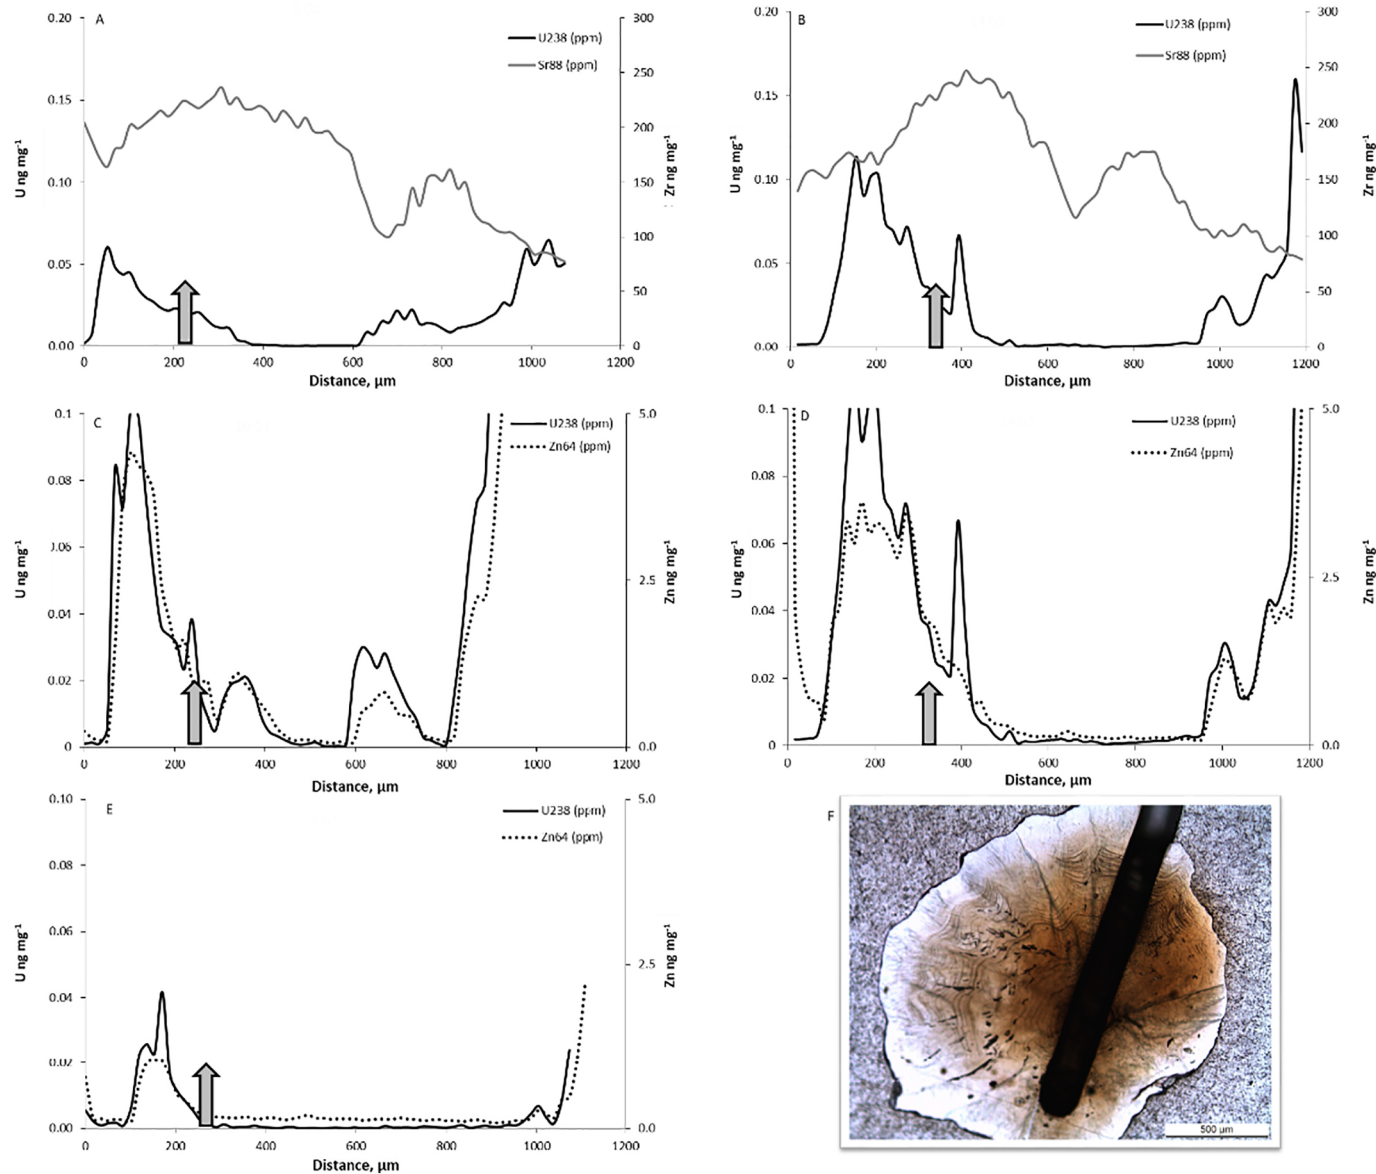 A
U238 (ppm)
Sr88 (ppm)
0.20
0.15
0.10
0.05
0.00
U ng mg-1
300
250
200
150
100
50
0
Zr ng mg-1
0 200 400 600 800 1000 1200
Distance, µm
B
U238 (ppm)
Sr88 (ppm)
0.20
0.15
0.10
0.05
0.00
U ng mg-1
300
250
200
150
100
50
0
Zr ng mg-1
0 200 400 600 800 1000 1200
Distance, µm
C
U238 (ppm)
Zn64 (ppm)
0.1
0.08
0.06
0.04
0.02
0
U ng mg-1
5.0
2.5
0.0
Zn ng mg-1
0 200 400 600 800 1000 1200
Distance, µm
D
U238 (ppm)
Zn64 (ppm)
0.1
0.08
0.06
0.04
0.02
0
U ng mg-1
5.0
2.5
0.0
Zn ng mg-1
0 200 400 600 800 1000 1200
Distance, µm
E
U238 (ppm)
Zn64 (ppm)
0.10
0.08
0.06
0.04
0.02
0.00
U ng mg-1
5.0
2.5
0.0
Zn ng mg-1
0 200 400 600 800 1000 1200
Distance, µm
F
500 µm